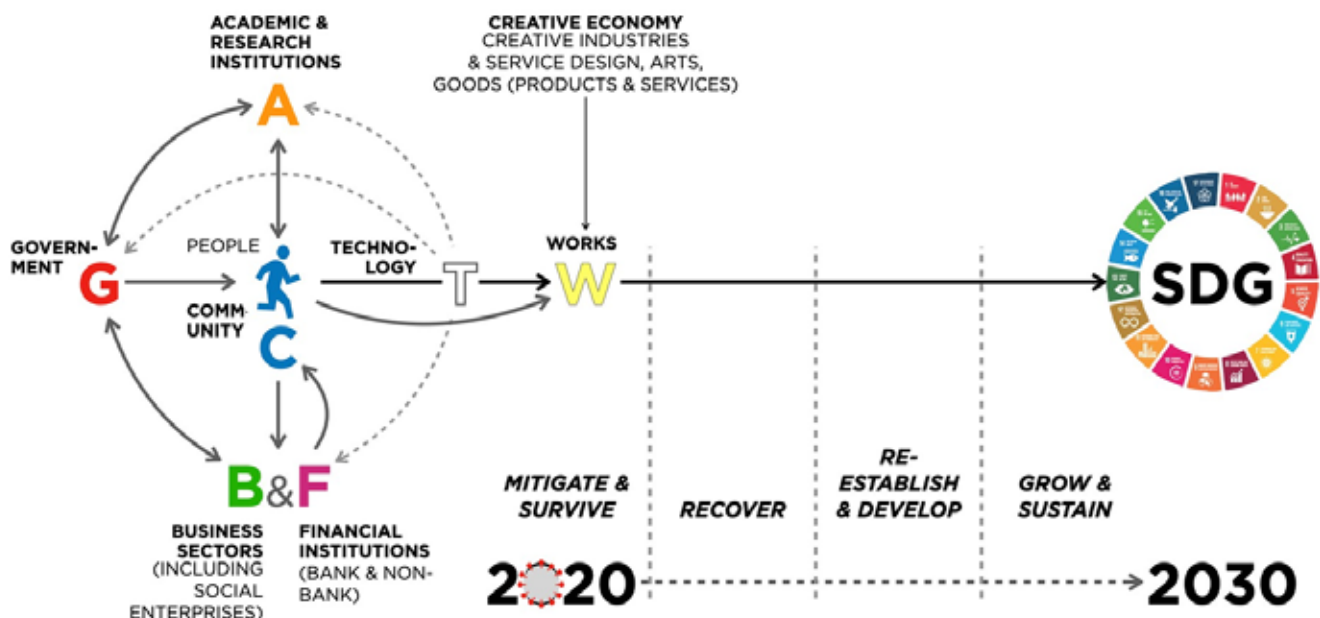 ACADEMIC &
RESEARCH
INSTITUTIONS
A
CREATIVE ECONOMY
CREATIVE INDUSTRIES
& SERVICE DESIGN, ARTS,
GOODS (PRODUCTS & SERVICES)
GOVERN-
MENT
G
PEOPLE
COMM-
UNITY
C
TECHNO-
LOGY
T
WORKS
W
SDG
B&F
BUSINESS
SECTORS
(INCLUDING
SOCIAL
ENTERPRISES)
FINANCIAL
INSTITUTIONS
(BANK & NON-
BANK)
MITIGATE &
SURVIVE
RECOVER
RE-
ESTABLISH
& DEVELOP
GROW &
SUSTAIN
2020
2030